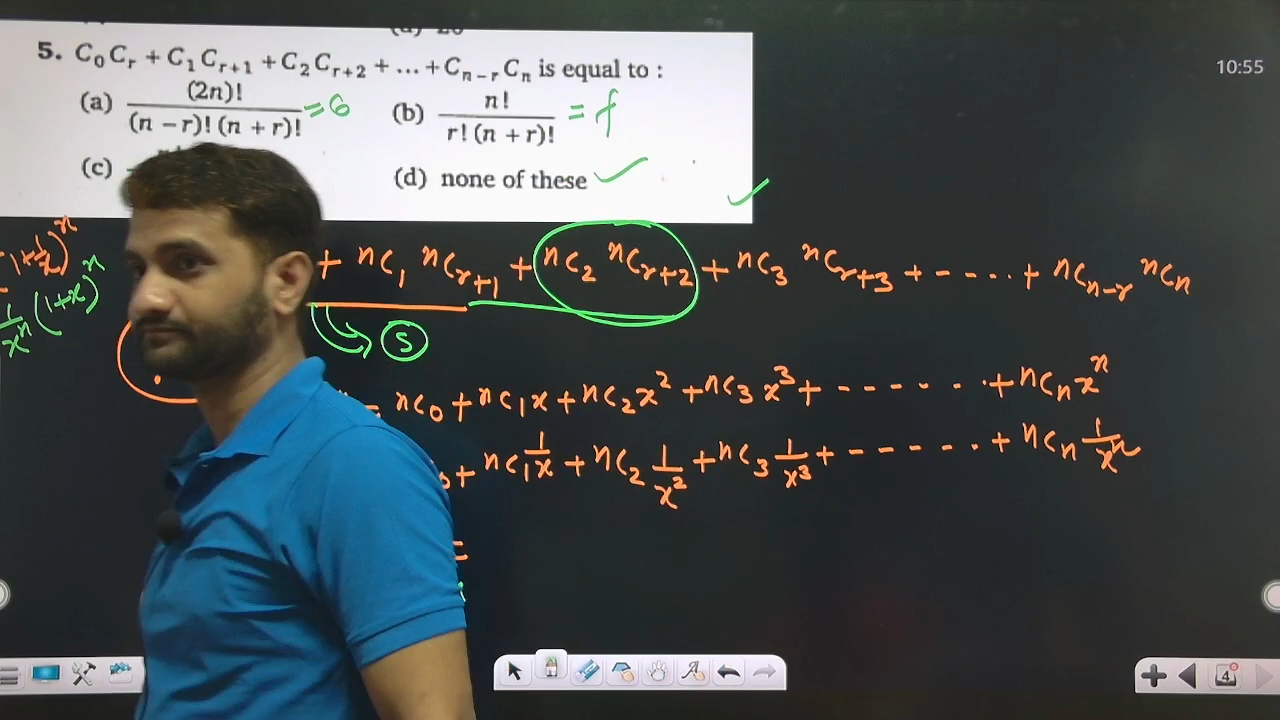 10:55
5. C₀Cᵣ + C₁Cᵣ₊₁ + C₂Cᵣ₊₂ + ... + Cₙ₋ᵣCₙ is equal to :
(a) (2n)! / (n − r)! (n + r)! = 6 (b) n! / r! (n + r)! = f
(c) (d) none of these ✓ ✓
+ nC₁ nCᵣ₊₁ + nC₂ nCᵣ₊₂ + nC₃ nCᵣ₊₃ + - - ... + nCₙ₋ᵣ nCₙ
1/xⁿ (1+x)ⁿ
S
= nC₀ + nC₁x + nC₂x² + nC₃x³ + - - - - - - + nCₙxⁿ
+ nC₁ 1/x + nC₂ 1/x² + nC₃ 1/x³ + - - - - - - + nCₙ 1/xⁿ
=
4